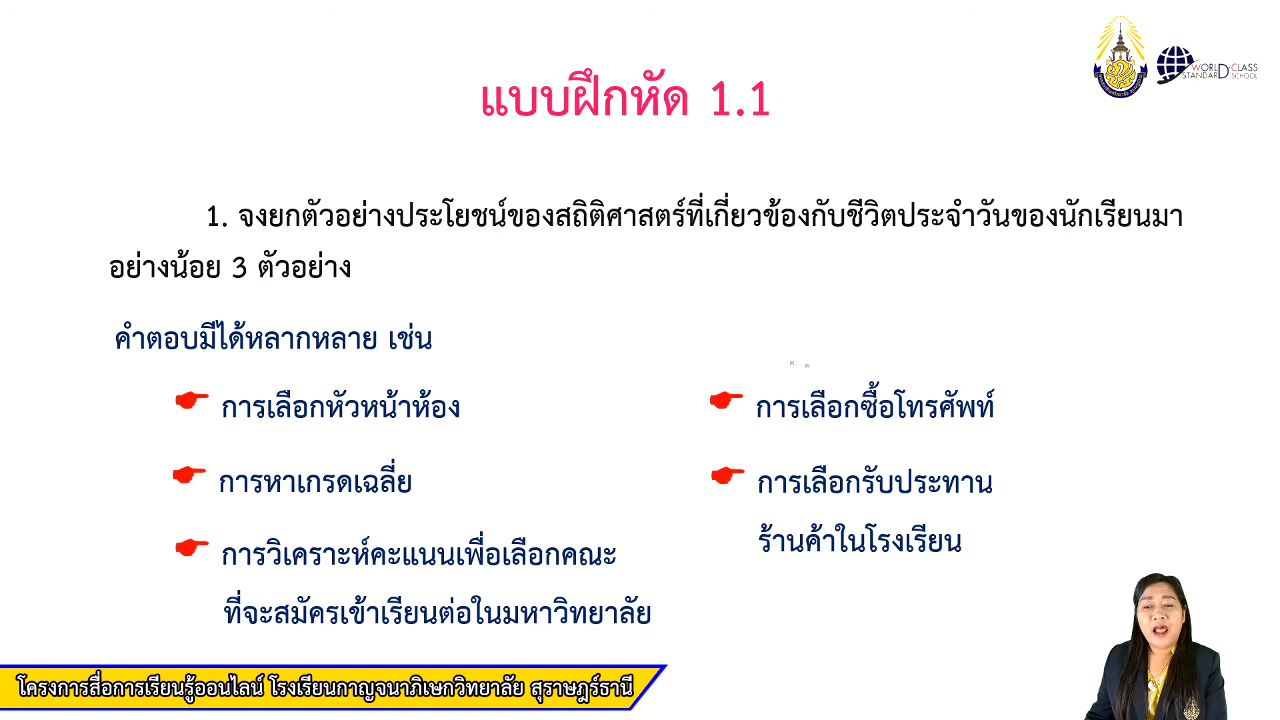 WORLD CLASS
STANDARD SCHOOL
แบบฝึกหัด 1.1
1. จงยกตัวอย่างประโยชน์ของสถิติศาสตร์ที่เกี่ยวข้องกับชีวิตประจำวันของนักเรียนมา
อย่างน้อย 3 ตัวอย่าง
คำตอบมีได้หลากหลาย เช่น
การเลือกหัวหน้าห้อง
การหาเกรดเฉลี่ย
การวิเคราะห์คะแนนเพื่อเลือกคณะ
ที่จะสมัครเข้าเรียนต่อในมหาวิทยาลัย
การเลือกซื้อโทรศัพท์
การเลือกรับประทาน
ร้านค้าในโรงเรียน
โครงการสื่อการเรียนรู้ออนไลน์ โรงเรียนกาญจนาภิเษกวิทยาลัย สุราษฎร์ธานี